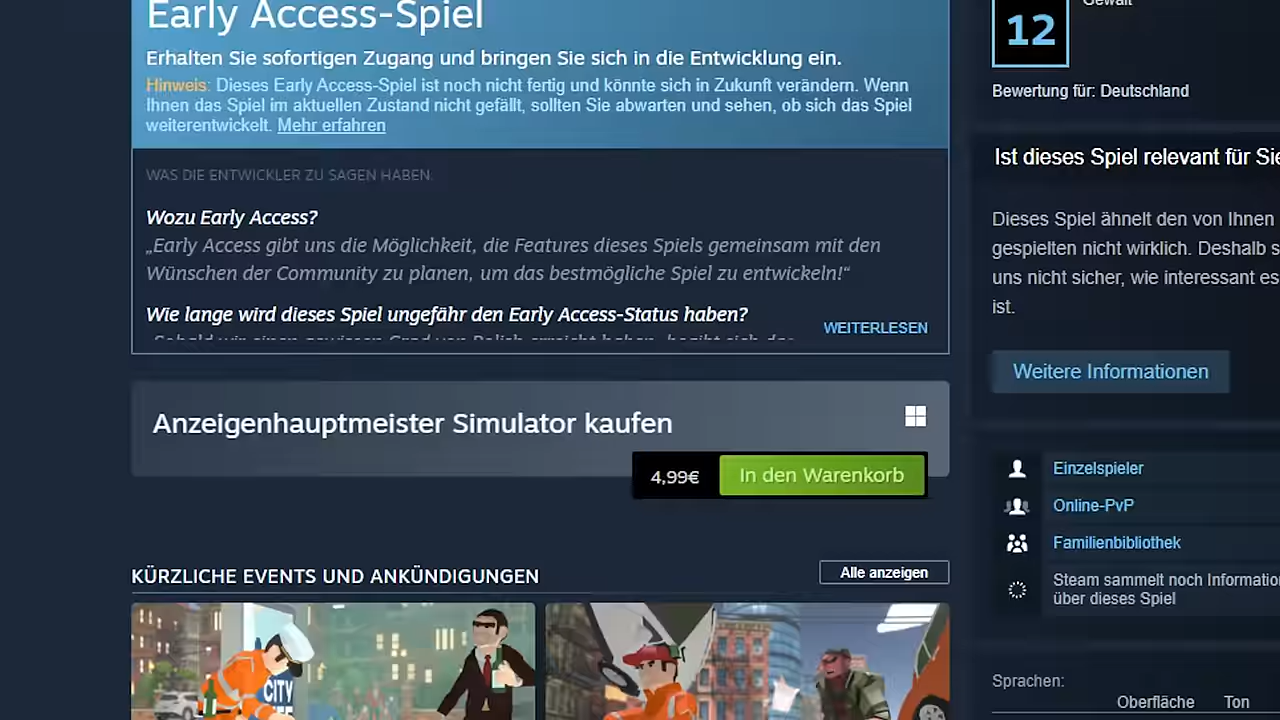 Early Access-Spiel
Erhalten Sie sofortigen Zugang und bringen Sie sich in die Entwicklung ein.
Hinweis: Dieses Early Access-Spiel ist noch nicht fertig und könnte sich in Zukunft verändern. Wenn
Ihnen das Spiel im aktuellen Zustand nicht gefällt, sollten Sie abwarten und sehen, ob sich das Spiel
weiterentwickelt. Mehr erfahren
WAS DIE ENTWICKLER ZU SAGEN HABEN:
Wozu Early Access?
„Early Access gibt uns die Möglichkeit, die Features dieses Spiels gemeinsam mit den
Wünschen der Community zu planen, um das bestmögliche Spiel zu entwickeln!“
Wie lange wird dieses Spiel ungefähr den Early Access-Status haben?
WEITERLESEN
Anzeigenhauptmeister Simulator kaufen
4,99€
In den Warenkorb
KÜRZLICHE EVENTS UND ANKÜNDIGUNGEN
Alle anzeigen
CITY
Gewalt
12
Bewertung für: Deutschland
Ist dieses Spiel relevant für Sie
Dieses Spiel ähnelt den von Ihnen
gespielten nicht wirklich. Deshalb s
uns nicht sicher, wie interessant es
ist.
Weitere Informationen
Einzelspieler
Online-PvP
Familienbibliothek
Steam sammelt noch Informatio
über dieses Spiel
Sprachen:
Oberfläche Ton